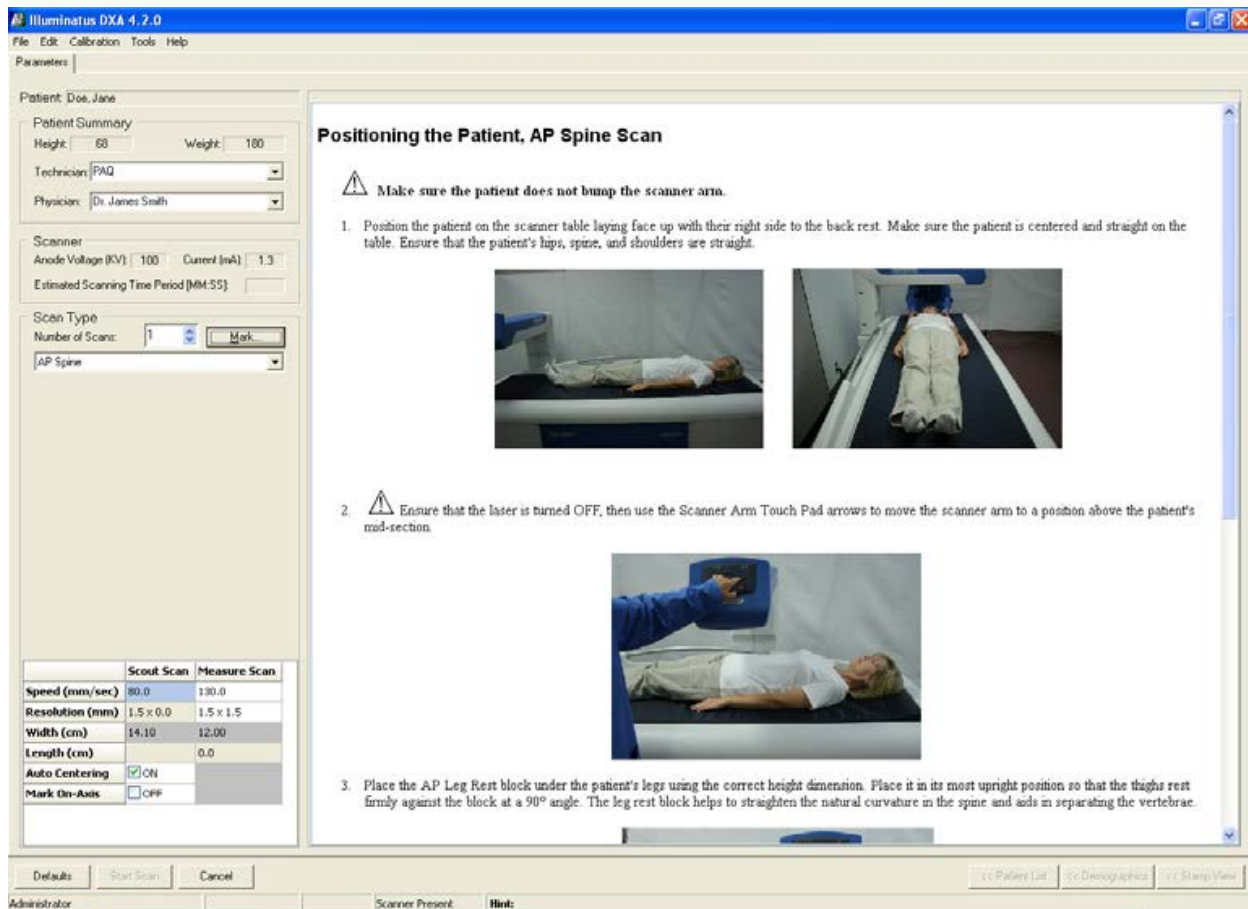 Illuminatus DXA 4.2.0
File Edit Calibration Tools Help
Parameters
Patient: Doe, Jane
Patient Summary
Height: 68 Weight: 180
Technician: PAQ
Physician: Dr. James Smith
Scanner
Anode Voltage (KV): 100 Current (mA): 1.3
Estimated Scanning Time Period [MM:SS]:
Scan Type
Number of Scans: 1 Mark...
AP Spine
Scout Scan Measure Scan
Speed (mm/sec) 80.0 130.0
Resolution (mm) 1.5 x 0.0 1.5 x 1.5
Width (cm) 14.10 12.00
Length (cm) 0.0
Auto Centering ON
Mark On-Axis OFF
Positioning the Patient, AP Spine Scan
Make sure the patient does not bump the scanner arm.
1. Position the patient on the scanner table laying face up with their right side to the back rest. Make sure the patient is centered and straight on the
table. Ensure that the patient's hips, spine, and shoulders are straight.
2. Ensure that the laser is turned OFF, then use the Scanner Arm Touch Pad arrows to move the scanner arm to a position above the patient's
mid-section.
3. Place the AP Leg Rest block under the patient's legs using the correct height dimension. Place it in its most upright position so that the thighs rest
firmly against the block at a 90° angle. The leg rest block helps to straighten the natural curvature in the spine and aids in separating the vertebrae.
Defaults Start Scan Cancel << Patient List << Demographics << Stamp View
Administrator Scanner Present Hint: